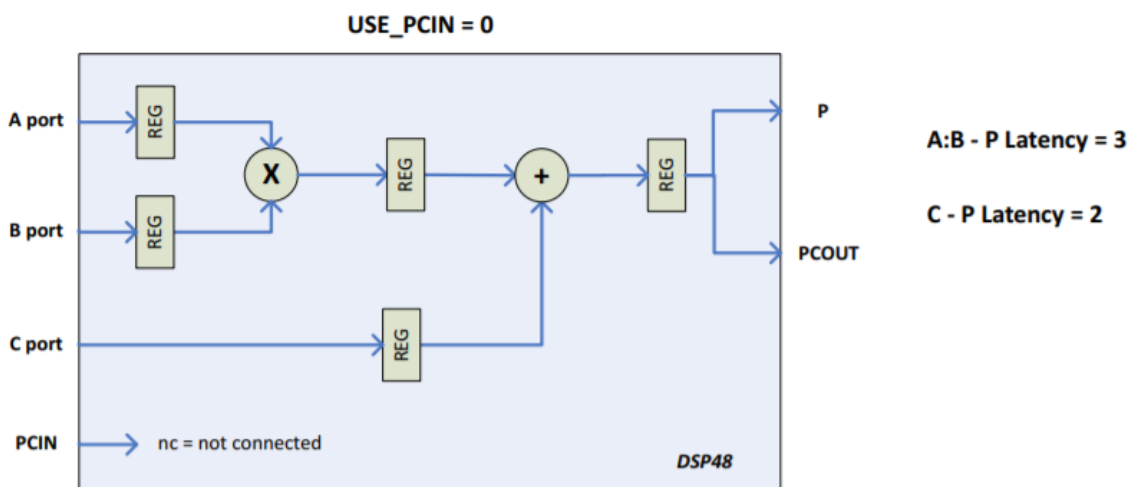 USE_PCIN = 0
A port
REG
X
B port
REG
REG
+
REG
P
PCOUT
A:B - P Latency = 3
C - P Latency = 2
C port
REG
PCIN
nc = not connected
DSP48